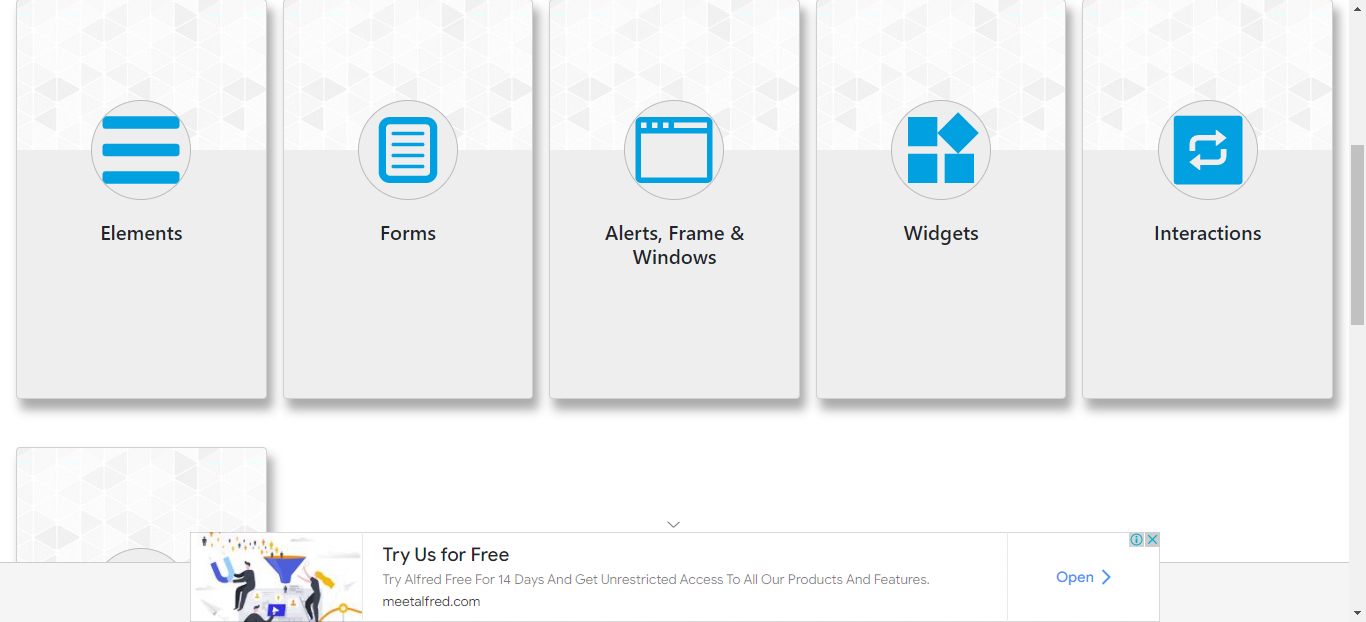 Elements
Forms
Alerts, Frame &
Windows
Widgets
Interactions
Try Us for Free
Try Alfred Free For 14 Days And Get Unrestricted Access To All Our Products And Features.
meetalfred.com
Open